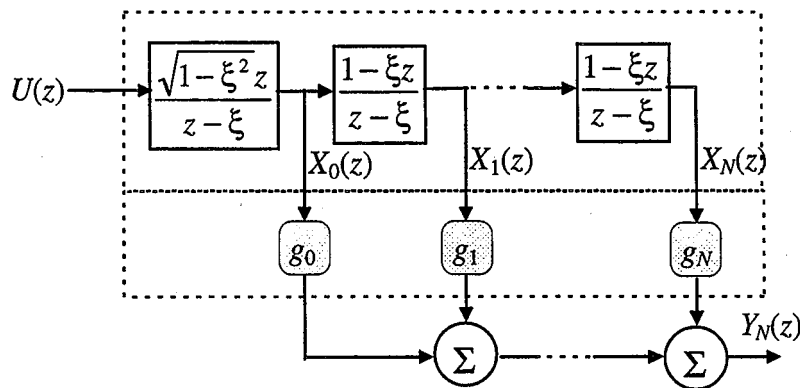 U(z)
√1−ξ² z
z − ξ
1 − ξz
z − ξ
1 − ξz
z − ξ
X₀(z)
X₁(z)
X_N(z)
g₀
g₁
g_N
Σ
Σ
Y_N(z)